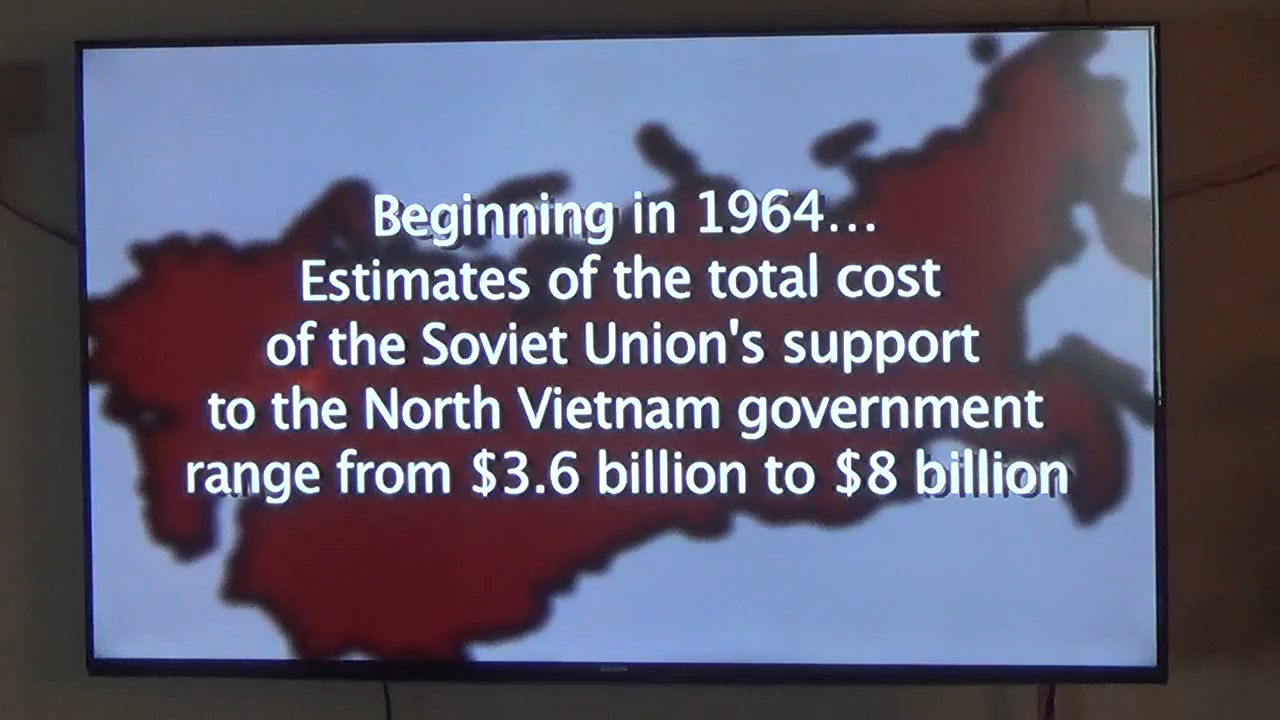 Beginning in 1964...
Estimates of the total cost
of the Soviet Union's support
to the North Vietnam government
range from $3.6 billion to $8 billion